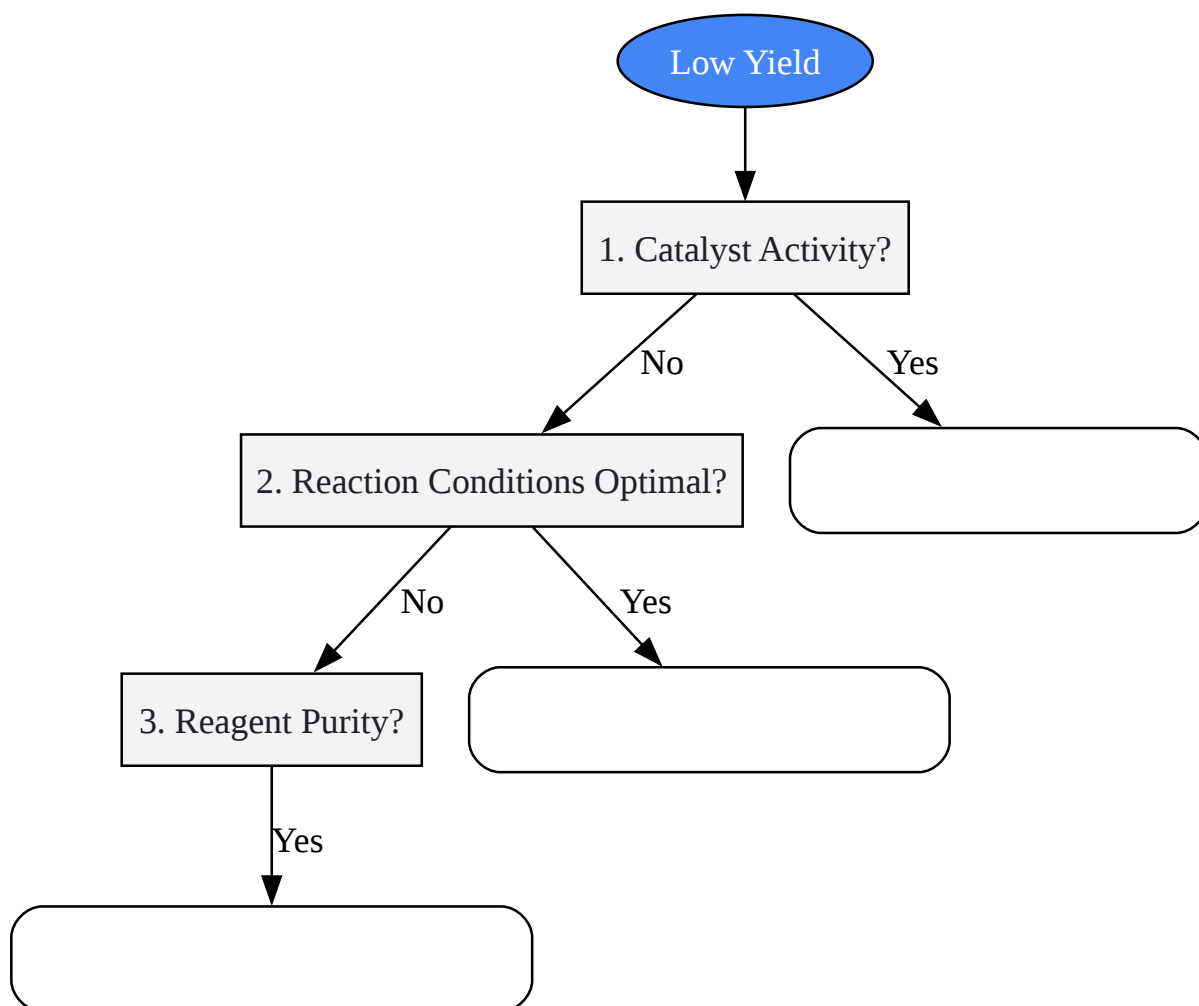 Low Yield
1. Catalyst Activity?
No
Yes
2. Reaction Conditions Optimal?
No
Yes
3. Reagent Purity?
Yes